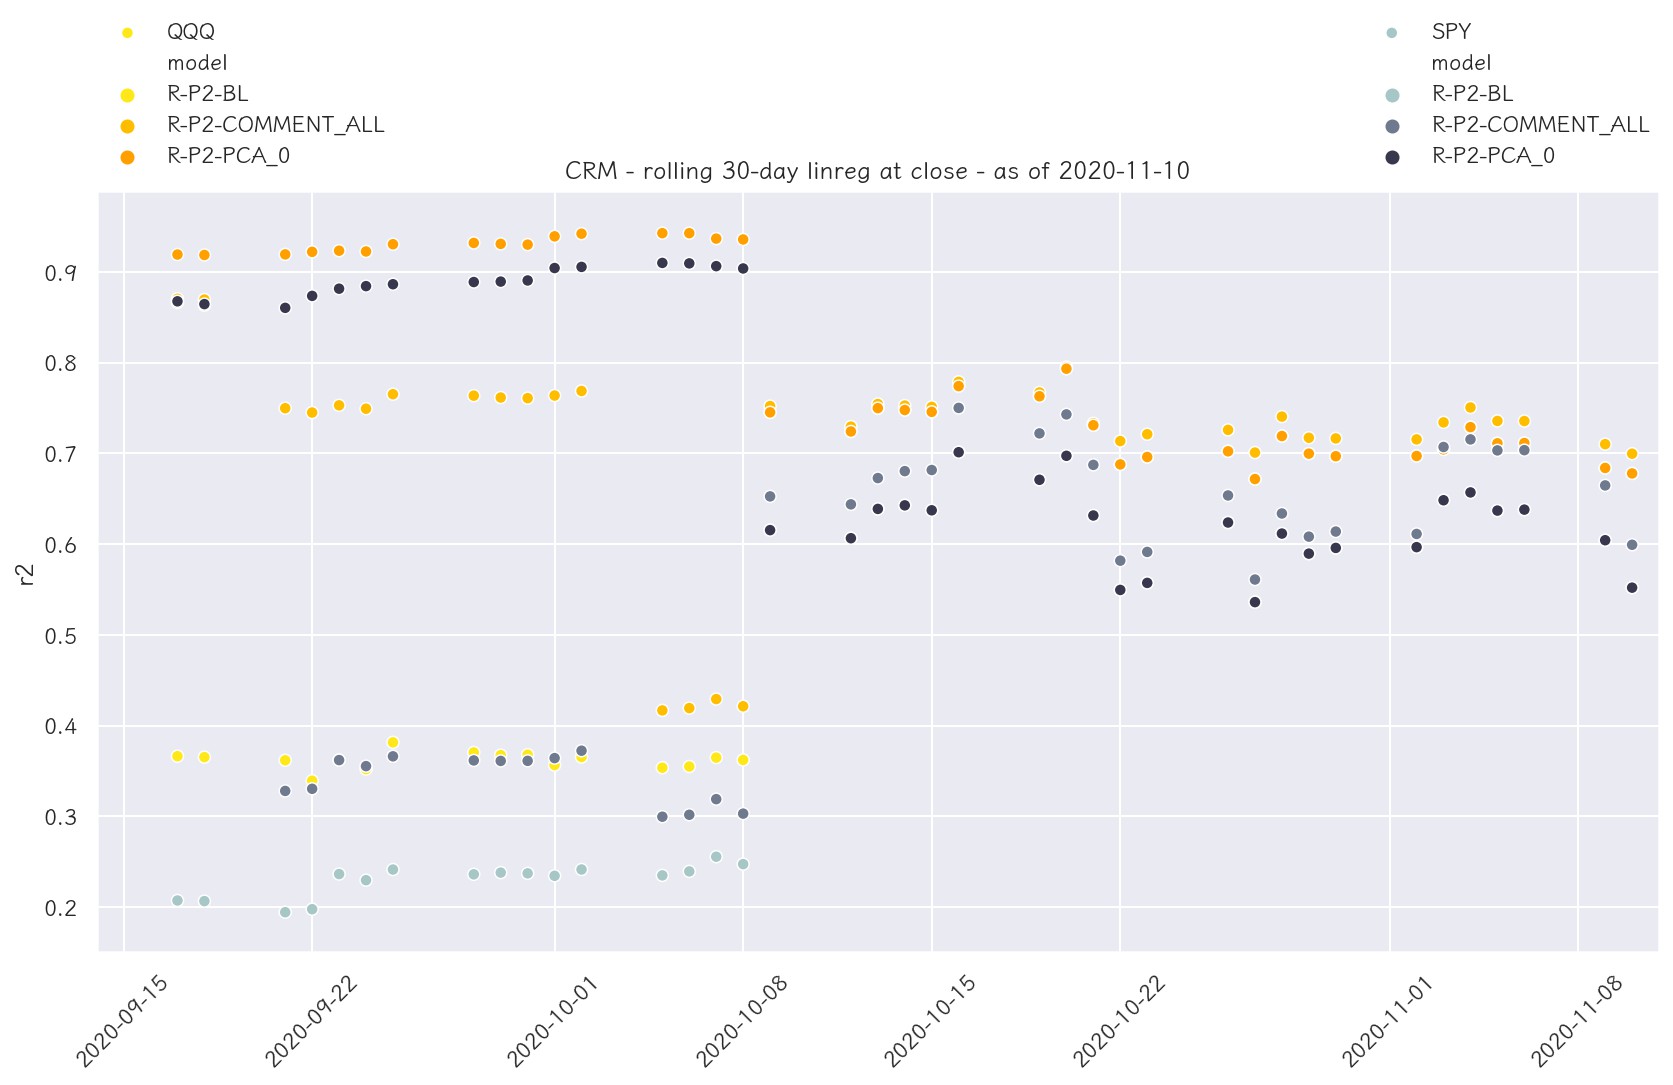 QQQ
model
R-P2-BL
R-P2-COMMENT_ALL
R-P2-PCA_0
SPY
model
R-P2-BL
R-P2-COMMENT_ALL
R-P2-PCA_0
CRM - rolling 30-day linreg at close - as of 2020-11-10
r2
0.9
0.8
0.7
0.6
0.5
0.4
0.3
0.2
2020-09-15
2020-09-22
2020-10-01
2020-10-08
2020-10-15
2020-10-22
2020-11-01
2020-11-08